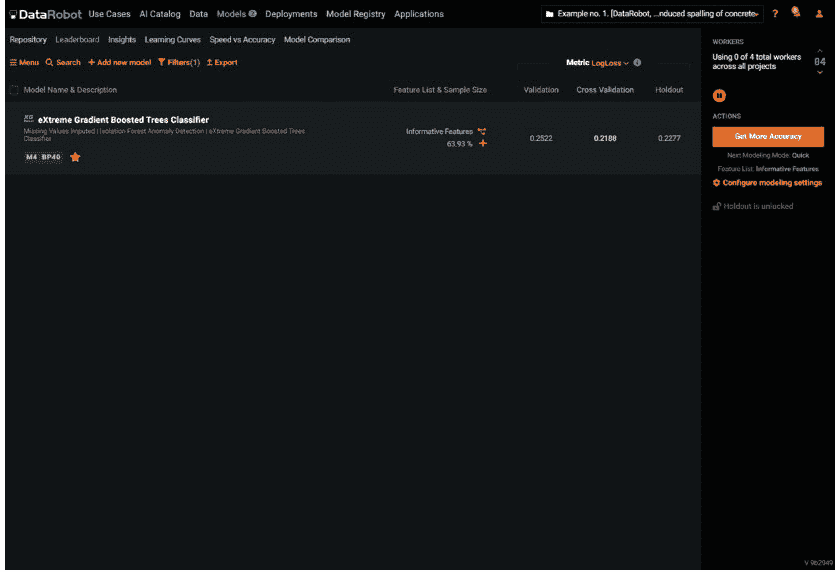 DataRobot Use Cases AI Catalog Data Models Deployments Model Registry Applications Example no. 1. [DataRobot, ...nduced spalling of concrete ?
Repository Leaderboard Insights Learning Curves Speed vs Accuracy Model Comparison
Menu Search + Add new model Filters(1) Export Metric LogLoss
Model Name & Description Feature List & Sample Size Validation Cross Validation Holdout
XG eXtreme Gradient Boosted Trees Classifier
Missing Values Imputed | Isolation Forest Anomaly Detection | eXtreme Gradient Boosted Trees
Classifier
Informative Features
63.93 % +
0.2522 0.2188 0.2277
M4 BP40
WORKERS
Using 0 of 4 total workers
across all projects
04
ACTIONS
Get More Accuracy
Next Modeling Mode: Quick
Feature List: Informative Features
Configure modeling settings
Holdout is unlocked